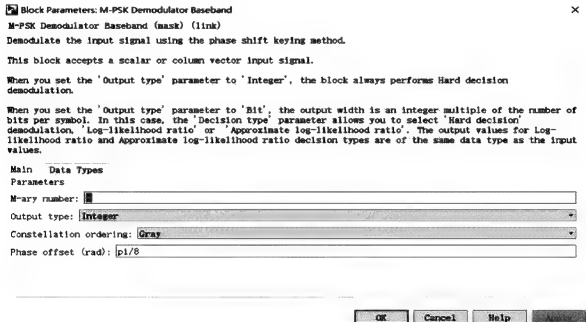 Block Parameters: M-PSK Demodulator Baseband
M-PSK Demodulator Baseband (mask) (link)
Demodulate the input signal using the phase shift keying method.
This block accepts a scalar or column vector input signal.
When you set the 'Output type' parameter to 'Integer', the block always performs Hard decision
demodulation.
When you set the 'Output type' parameter to 'Bit', the output width is an integer multiple of the number of
bits per symbol. In this case, the 'Decision type' parameter allows you to select 'Hard decision'
demodulation, 'Log-likelihood ratio' or 'Approximate log-likelihood ratio'. The output values for Log-
likelihood ratio and Approximate log-likelihood ratio decision types are of the same data type as the input
values.
Main Data Types
Parameters
M-ary number:
Output type: Integer
Constellation ordering: Gray
Phase offset (rad): pi/8
OK Cancel Help Apply